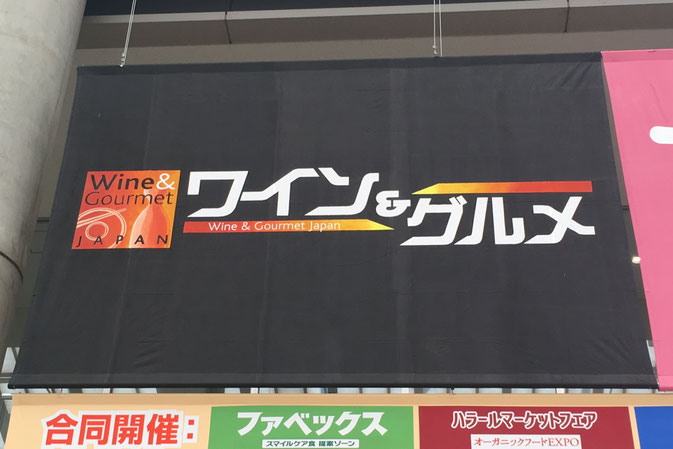 Wine &
Gourmet
JAPAN
ワイン&グルメ
Wine & Gourmet Japan
合同開催:
ファベックス
スマイルケア食 提案ゾーン
ハラールマーケットフェア
オーガニックフードEXPO